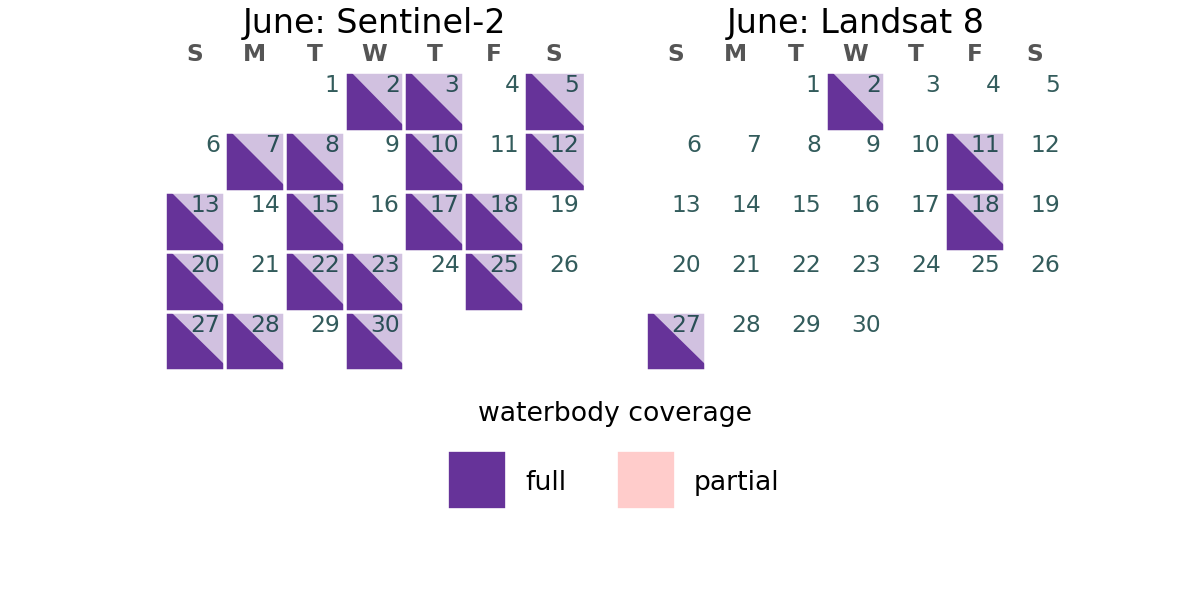 June: Sentinel-2
S M T W T F S
1 2 3 4 5
6 7 8 9 10 11 12
13 14 15 16 17 18 19
20 21 22 23 24 25 26
27 28 29 30
June: Landsat 8
S M T W T F S
1 2 3 4 5
6 7 8 9 10 11 12
13 14 15 16 17 18 19
20 21 22 23 24 25 26
27 28 29 30
waterbody coverage
full partial